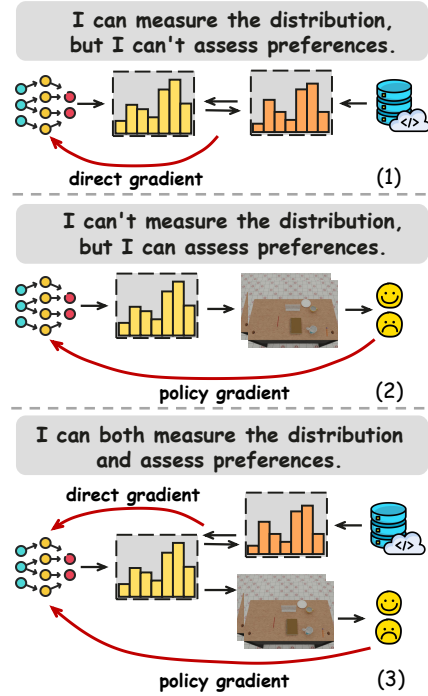 I can measure the distribution,
but I can't assess preferences.
</>
direct gradient
(1)
I can't measure the distribution,
but I can assess preferences.
policy gradient
(2)
I can both measure the distribution
and assess preferences.
direct gradient
</>
policy gradient
(3)